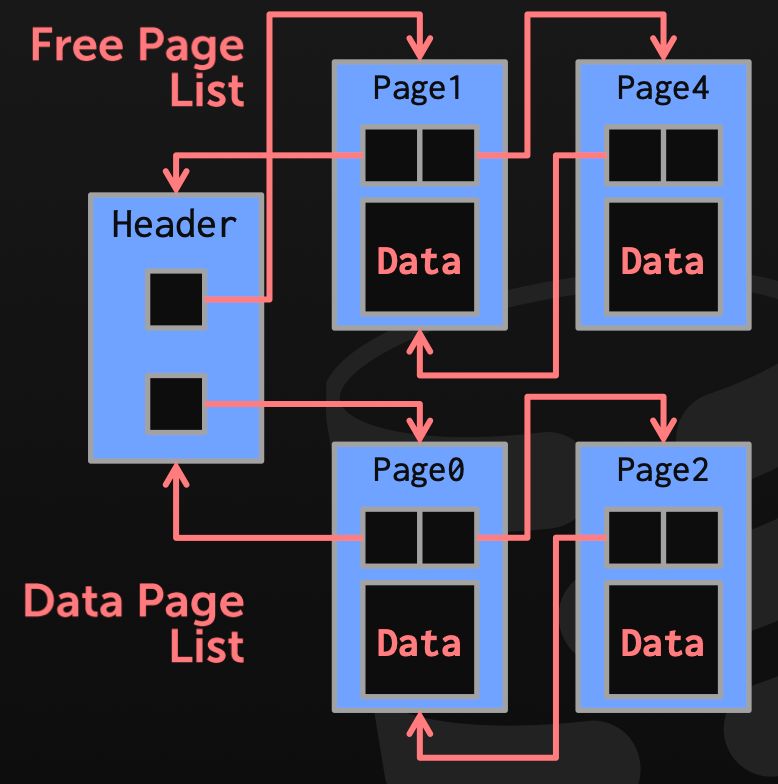 Free Page
List
Page1
Page4
Data
Data
Header
Page0
Page2
Data
Data
Data Page
List